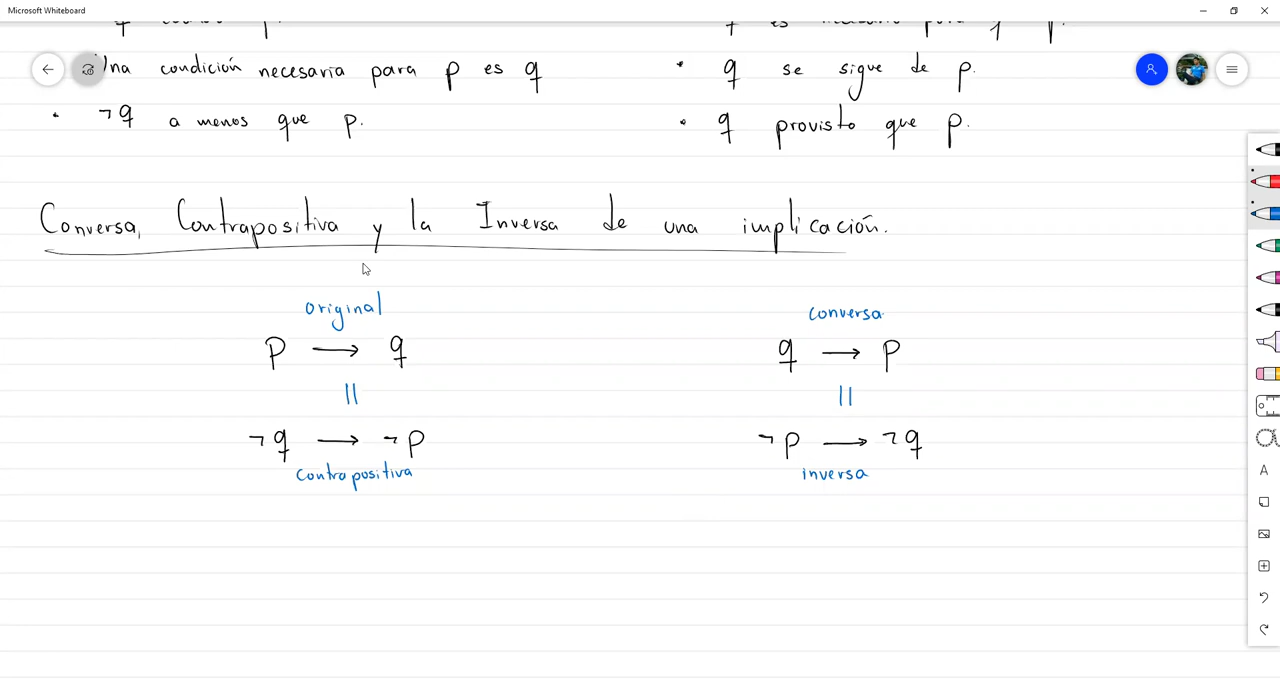 Microsoft Whiteboard
Una condición necesaria para p es q
• q se sigue de p.
• ¬q a menos que p.
• q provisto que p.
Conversa, Contrapositiva y la Inversa de una implicación.
original
p → q
||
¬q → ¬p
contrapositiva
conversa
q → p
||
¬p → ¬q
inversa
A